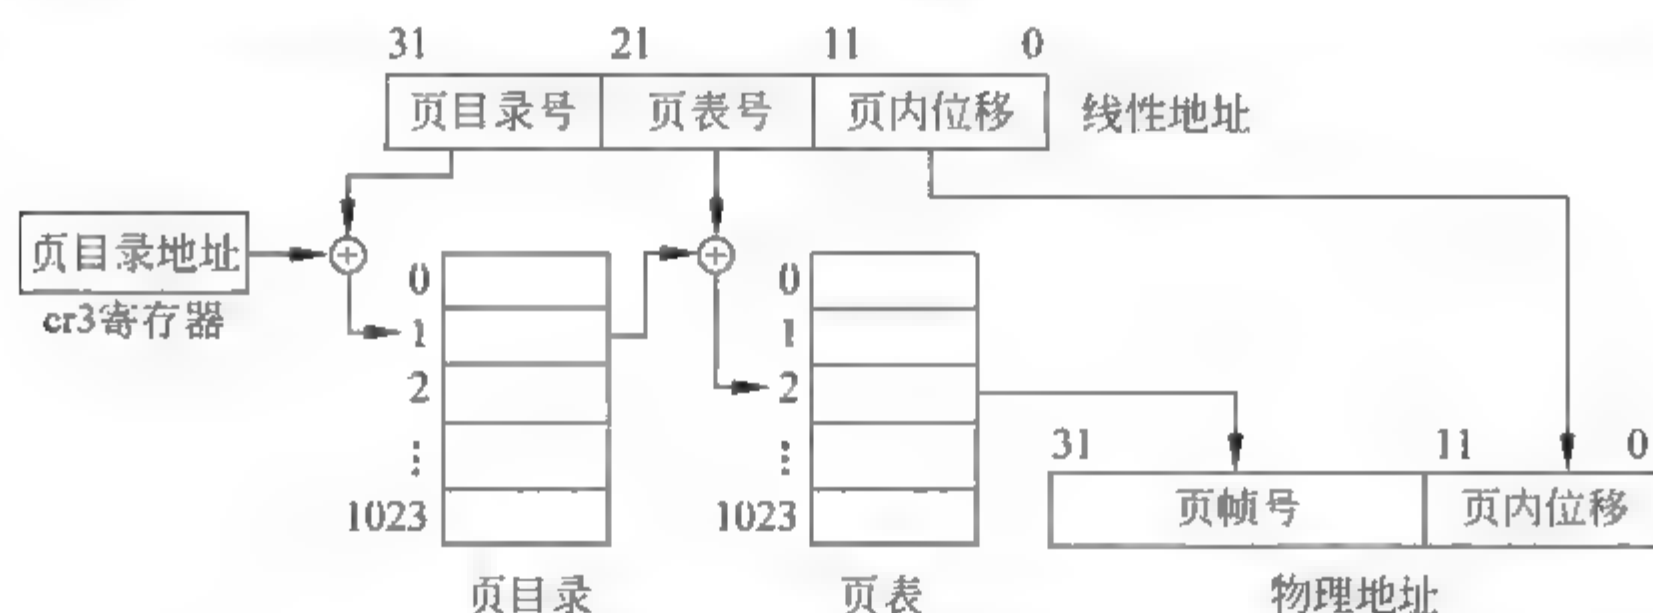 31 21 11 0
页目录号 页表号 页内位移 线性地址
页目录地址
cr3寄存器
0
1
2
⋮
1023
页目录
0
1
2
⋮
1023
页表
31 11 0
页帧号 页内位移
物理地址